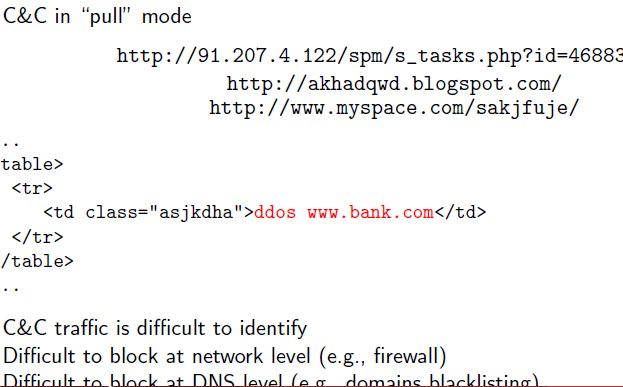 C&C in “pull” mode
http://91.207.4.122/spm/s_tasks.php?id=46883
http://akhadqwd.blogspot.com/
http://www.myspace.com/sakjfuje/
..
table>
<tr>
<td class="asjkdha">ddos www.bank.com</td>
</tr>
/table>
..
C&C traffic is difficult to identify
Difficult to block at network level (e.g., firewall)
Difficult to block at DNS level (e.g., domains blacklisting)